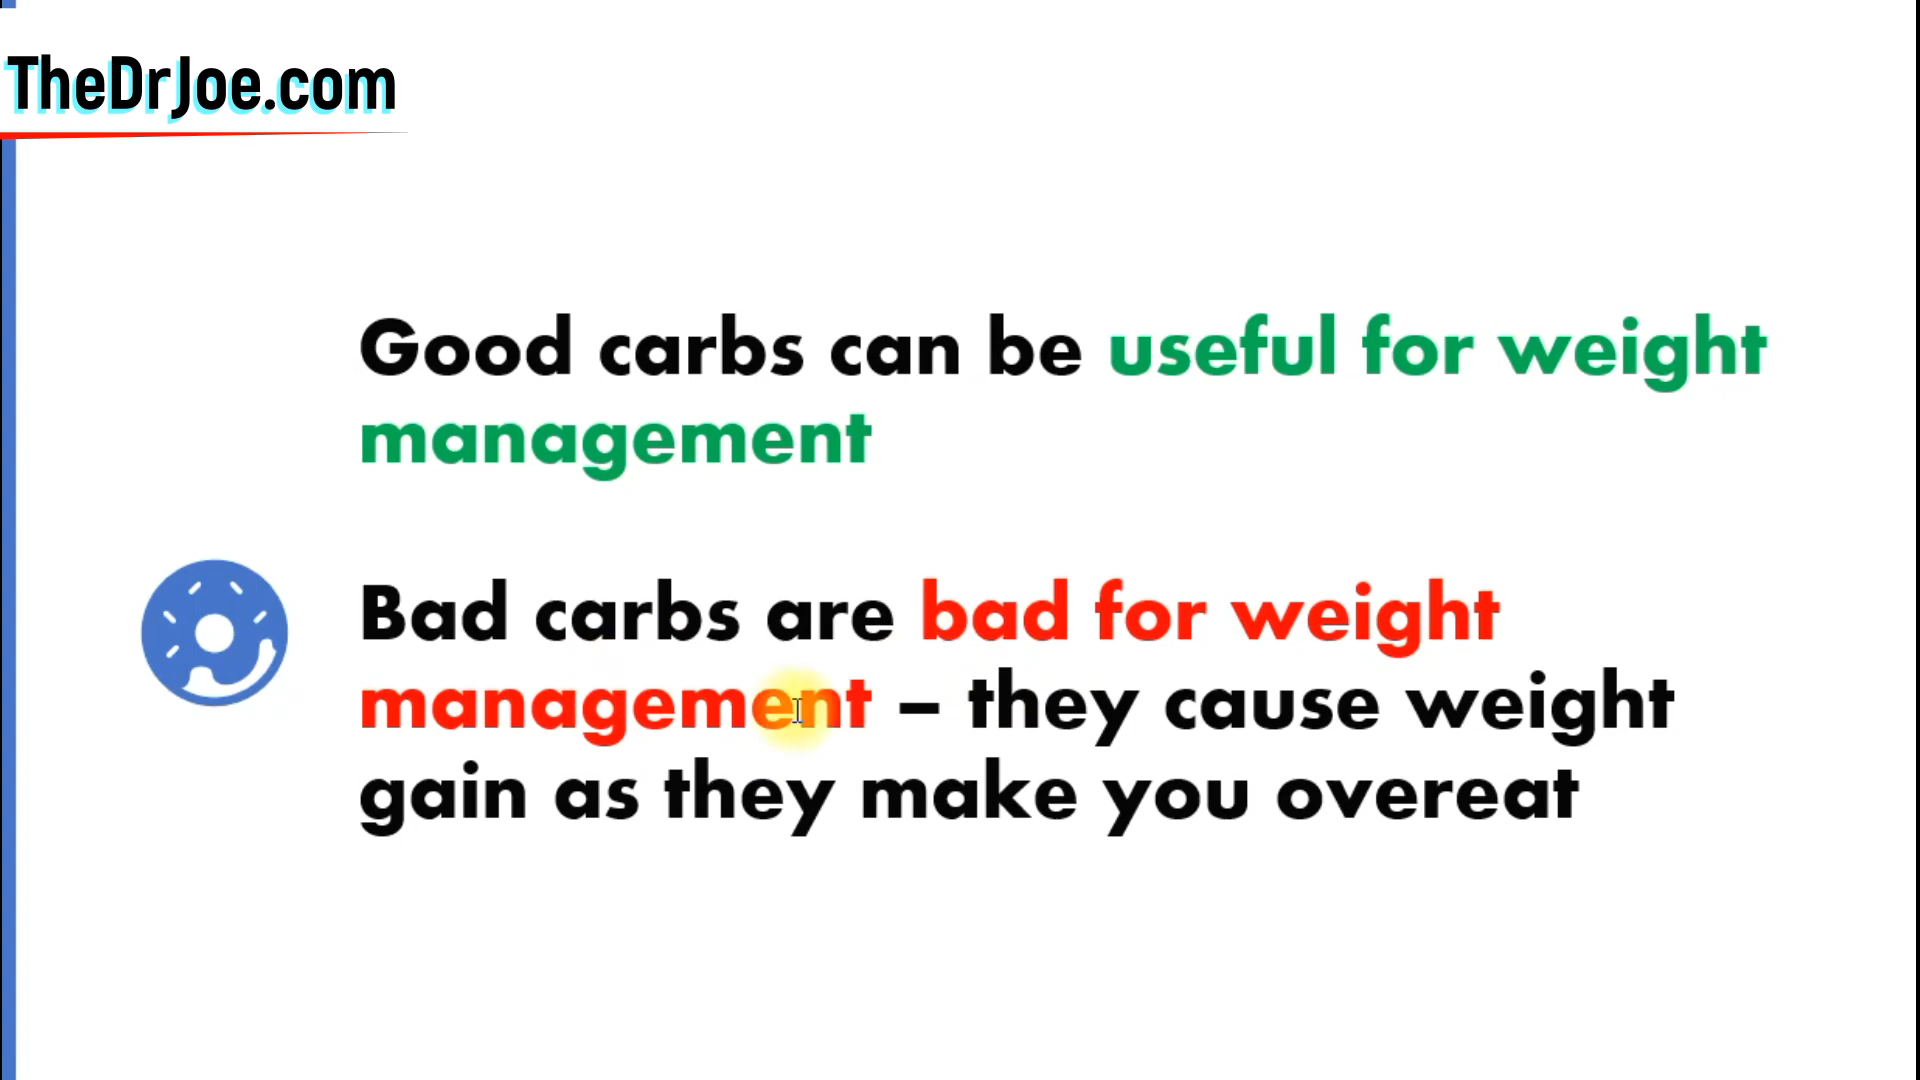 TheDrJoe.com
Good carbs can be useful for weight
management
Bad carbs are bad for weight
management – they cause weight
gain as they make you overeat